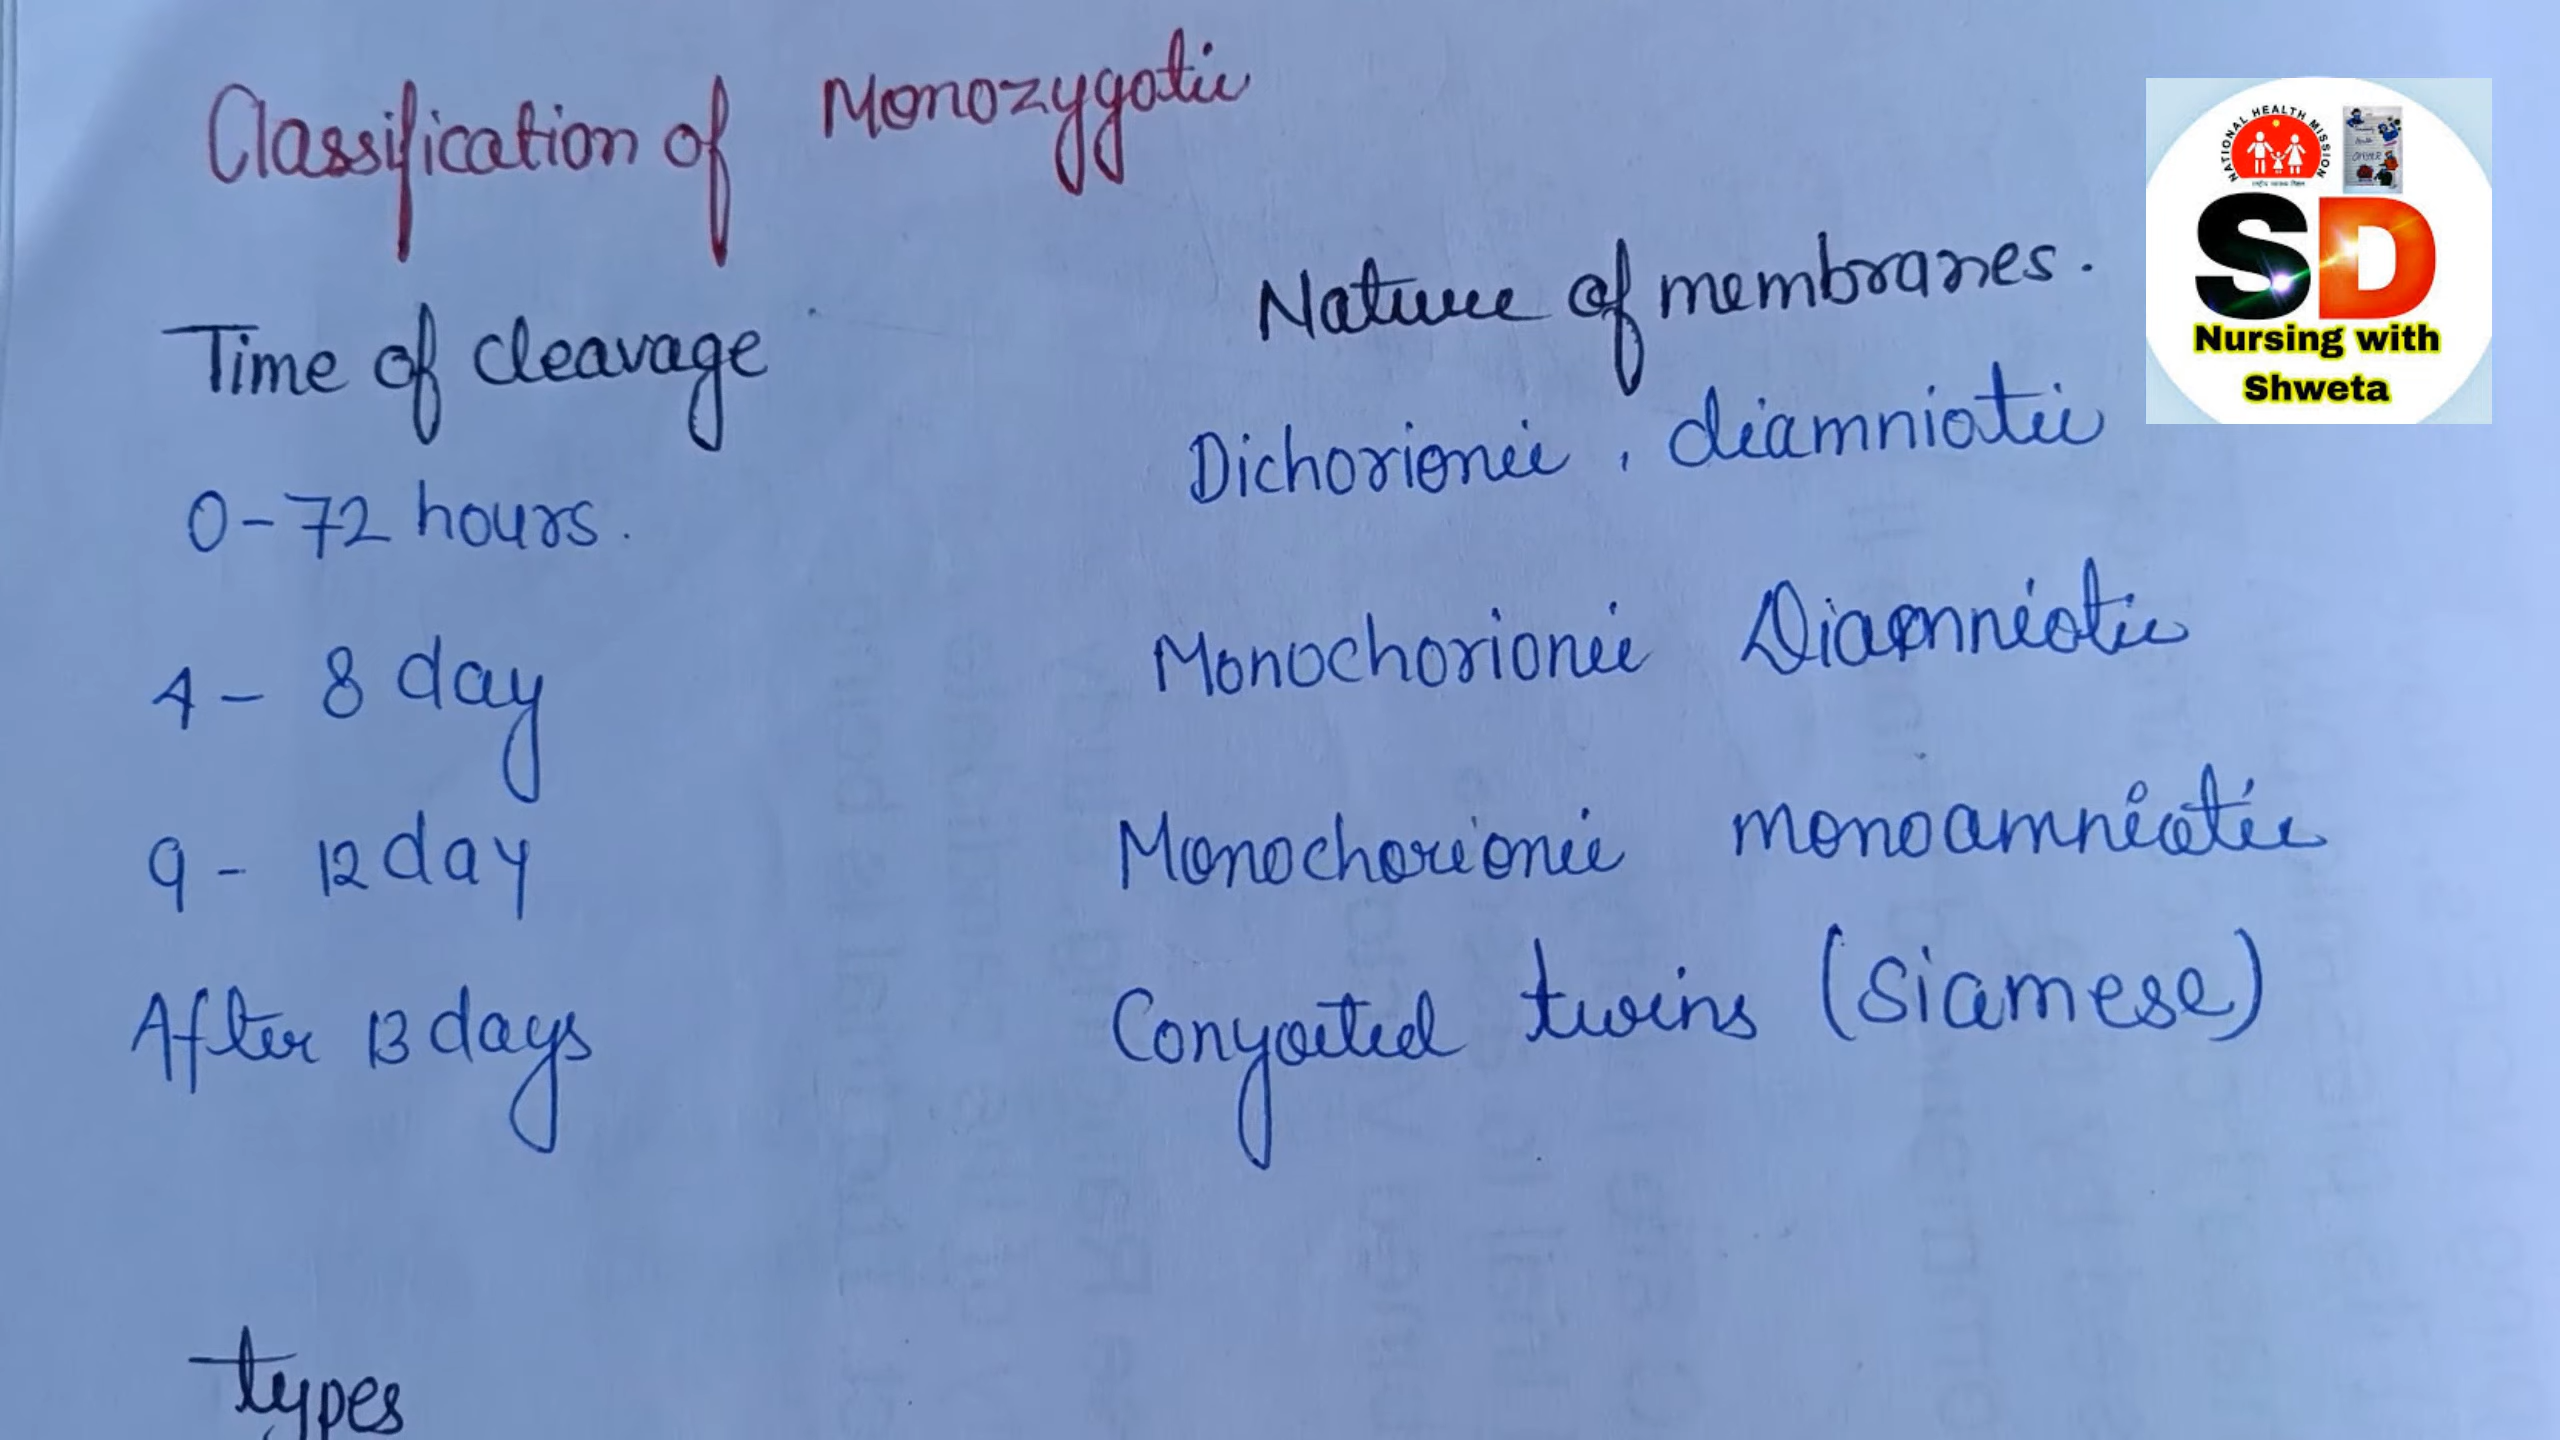 Classification of Monozygotic
Time of cleavage
Nature of membranes.
0-72 hours.
Dichorionic, diamniotic
4 - 8 day
Monochorionic Diamniotic
9 - 12 day
Monochorionic monoamniotic
After 13 days
Conyoited twins (Siamese)
types
NATIONAL HEALTH MISSION
SD
Nursing with
Shweta